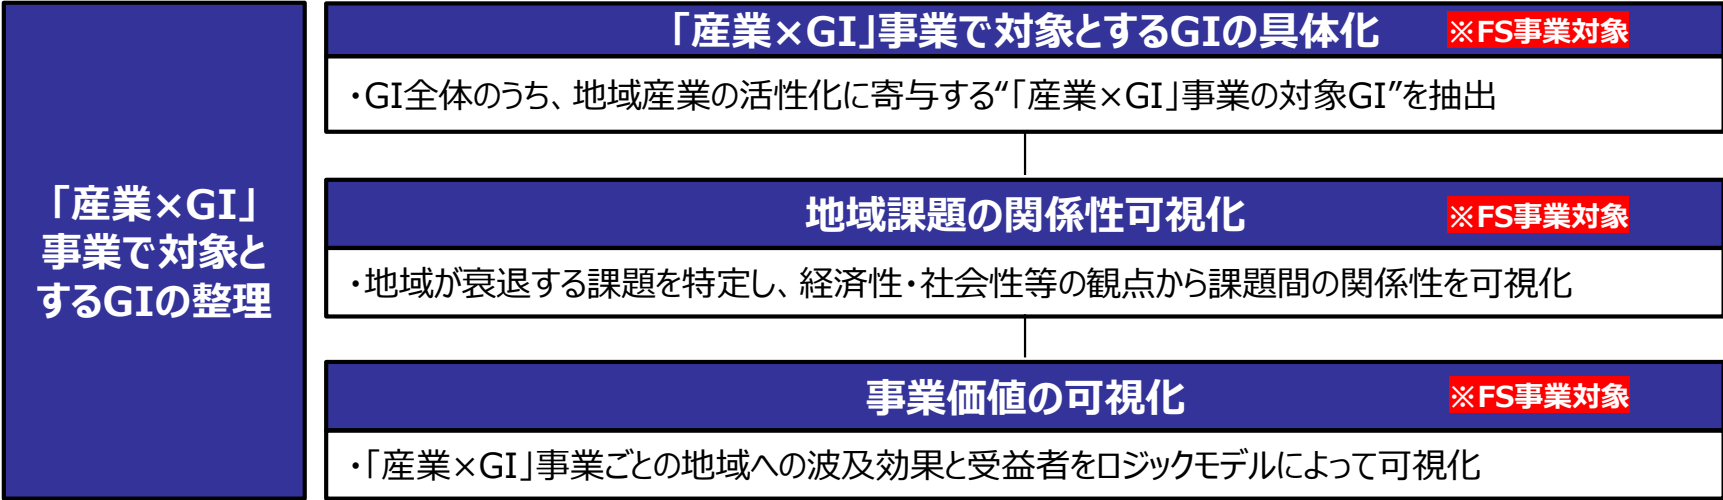 「産業×GI」
事業で対象と
するGIの整理
「産業×GI」事業で対象とするGIの具体化 ※FS事業対象
・GI全体のうち、地域産業の活性化に寄与する“「産業×GI」事業の対象GI”を抽出
地域課題の関係性可視化 ※FS事業対象
・地域が衰退する課題を特定し、経済性・社会性等の観点から課題間の関係性を可視化
事業価値の可視化 ※FS事業対象
・「産業×GI」事業ごとの地域への波及効果と受益者をロジックモデルによって可視化